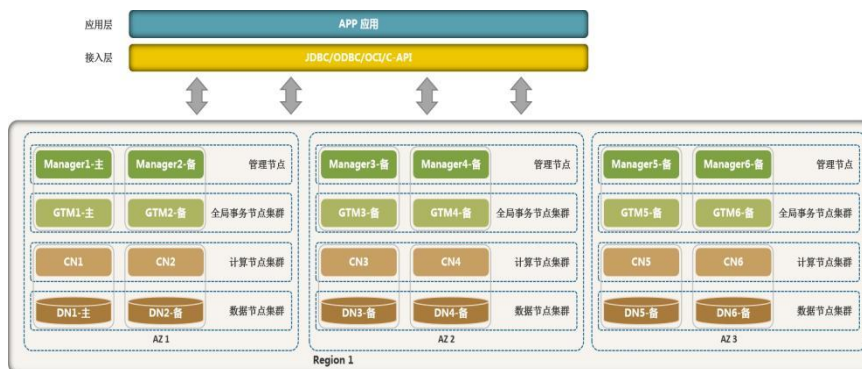 应用层 APP 应用
接入层 JDBC/ODBC/OCI/C-API
Manager1-主 Manager2-备 管理节点 Manager3-备 Manager4-备 管理节点 Manager5-备 Manager6-备 管理节点
GTM1-主 GTM2-备 全局事务节点集群 GTM3-备 GTM4-备 全局事务节点集群 GTM5-备 GTM6-备 全局事务节点集群
CN1 CN2 计算节点集群 CN3 CN4 计算节点集群 CN5 CN6 计算节点集群
DN1-主 DN2-备 数据节点集群 DN3-备 DN4-备 数据节点集群 DN5-备 DN6-备 数据节点集群
AZ 1 AZ 2 AZ 3
Region 1